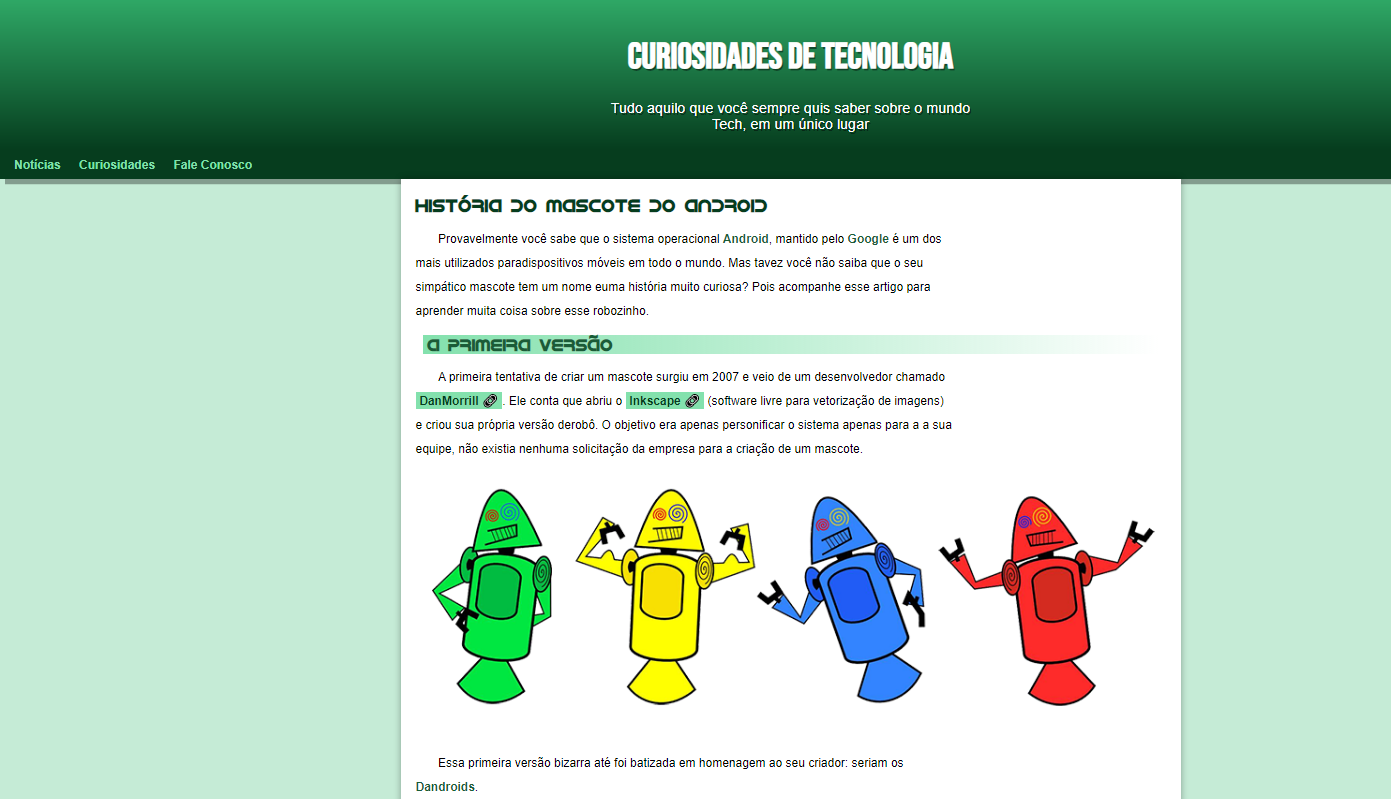 CURIOSIDADES DE TECNOLOGIA
Tudo aquilo que você sempre quis saber sobre o mundo
Tech, em um único lugar
Notícias Curiosidades Fale Conosco
HISTÓRIA DO MASCOTE DO ANDROID
Provavelmente você sabe que o sistema operacional Android, mantido pelo Google é um dos
mais utilizados paradispositivos móveis em todo o mundo. Mas tavez você não saiba que o seu
simpático mascote tem um nome euma história muito curiosa? Pois acompanhe esse artigo para
aprender muita coisa sobre esse robozinho.
A PRIMEIRA VERSÃO
A primeira tentativa de criar um mascote surgiu em 2007 e veio de um desenvolvedor chamado
DanMorrill . Ele conta que abriu o Inkscape (software livre para vetorização de imagens)
e criou sua própria versão derobô. O objetivo era apenas personificar o sistema apenas para a a sua
equipe, não existia nenhuma solicitação da empresa para a criação de um mascote.
Essa primeira versão bizarra até foi batizada em homenagem ao seu criador: seriam os
Dandroids.